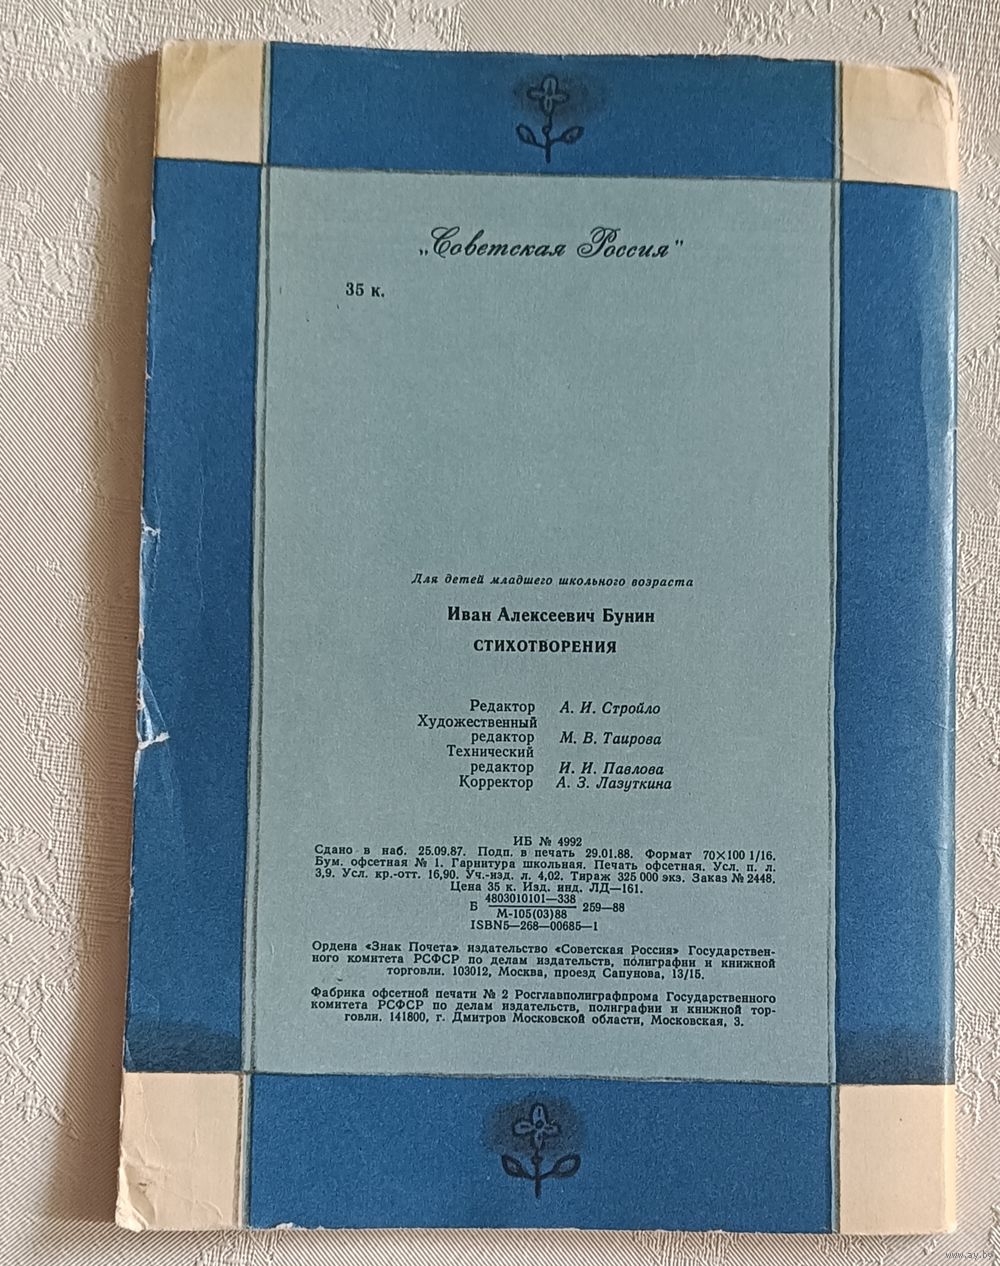 „Советская Россия"
35 к.
Для детей младшего школьного возраста
Иван Алексеевич Бунин
СТИХОТВОРЕНИЯ
Редактор А. И. Стройло
Художественный
редактор М. В. Таирова
Технический
редактор И. И. Павлова
Корректор А. З. Лазуткина
ИБ № 4992
Сдано в наб. 25.09.87. Подп. в печать 29.01.88. Формат 70×100 1/16.
Бум. офсетная № 1. Гарнитура школьная. Печать офсетная. Усл. п. л.
3,9. Усл. кр.-отт. 16,90. Уч.-изд. л. 4,02. Тираж 325 000 экз. Заказ № 2448.
Цена 35 к. Изд. инд. ЛД—161.
4803010101—338
Б 259—88
М-105(03)88
ISBN5—268—00685—1
Ордена «Знак Почета» издательство «Советская Россия» Государствен-
ного комитета РСФСР по делам издательств, полиграфии и книжной
торговли. 103012, Москва, проезд Сапунова, 13/15.
Фабрика офсетной печати № 2 Росглавполиграфпрома Государственного
комитета РСФСР по делам издательств, полиграфии и книжной тор-
говли. 141800, г. Дмитров Московской области, Московская, 3.
www.ay.by